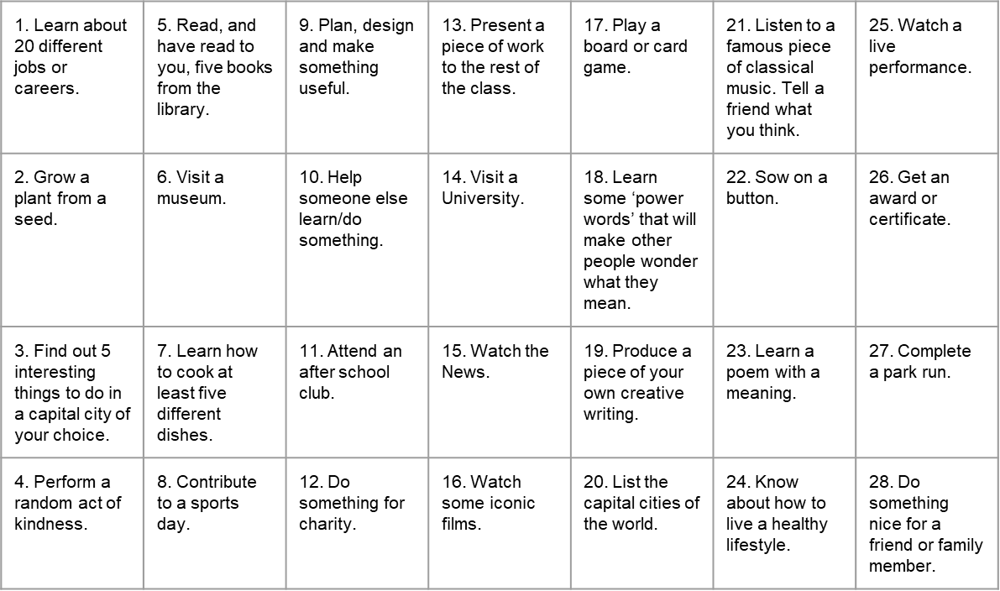 1. Learn about
20 different
jobs or
careers.
5. Read, and
have read to
you, five books
from the
library.
9. Plan, design
and make
something
useful.
13. Present a
piece of work
to the rest of
the class.
17. Play a
board or card
game.
21. Listen to a
famous piece
of classical
music. Tell a
friend what
you think.
25. Watch a
live
performance.
2. Grow a
plant from a
seed.
6. Visit a
museum.
10. Help
someone else
learn/do
something.
14. Visit a
University.
18. Learn
some ‘power
words’ that will
make other
people wonder
what they
mean.
22. Sow on a
button.
26. Get an
award or
certificate.
3. Find out 5
interesting
things to do in
a capital city of
your choice.
7. Learn how
to cook at
least five
different
dishes.
11. Attend an
after school
club.
15. Watch the
News.
19. Produce a
piece of your
own creative
writing.
23. Learn a
poem with a
meaning.
27. Complete
a park run.
4. Perform a
random act of
kindness.
8. Contribute
to a sports
day.
12. Do
something for
charity.
16. Watch
some iconic
films.
20. List the
capital cities of
the world.
24. Know
about how to
live a healthy
lifestyle.
28. Do
something
nice for a
friend or family
member.